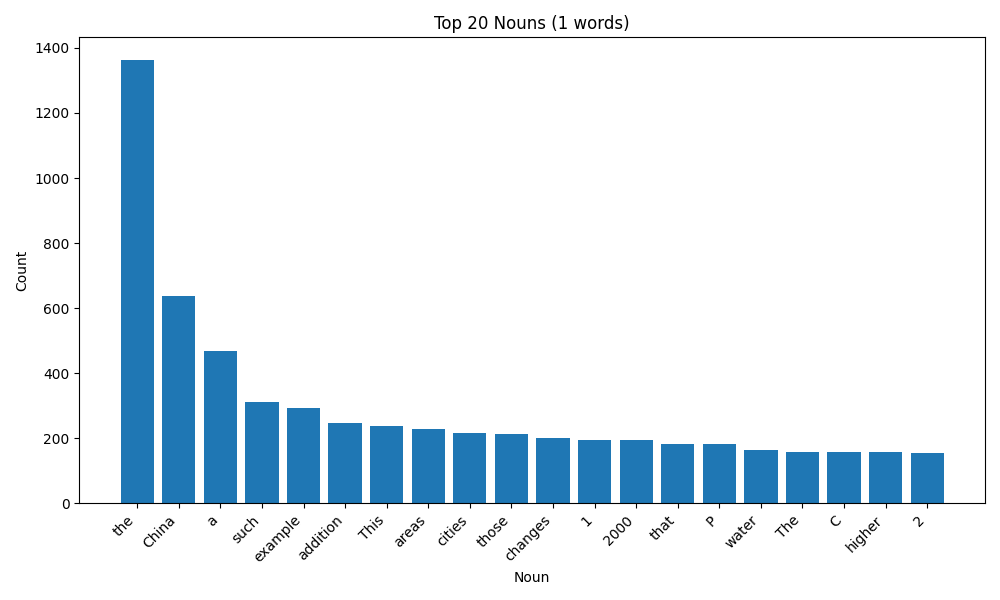 Top 20 Nouns (1 words)
Count
1400
1200
1000
800
600
400
200
0
the
China
a
such
example
addition
This
areas
cities
those
changes
1
2000
that
P
water
The
C
higher
2
Noun